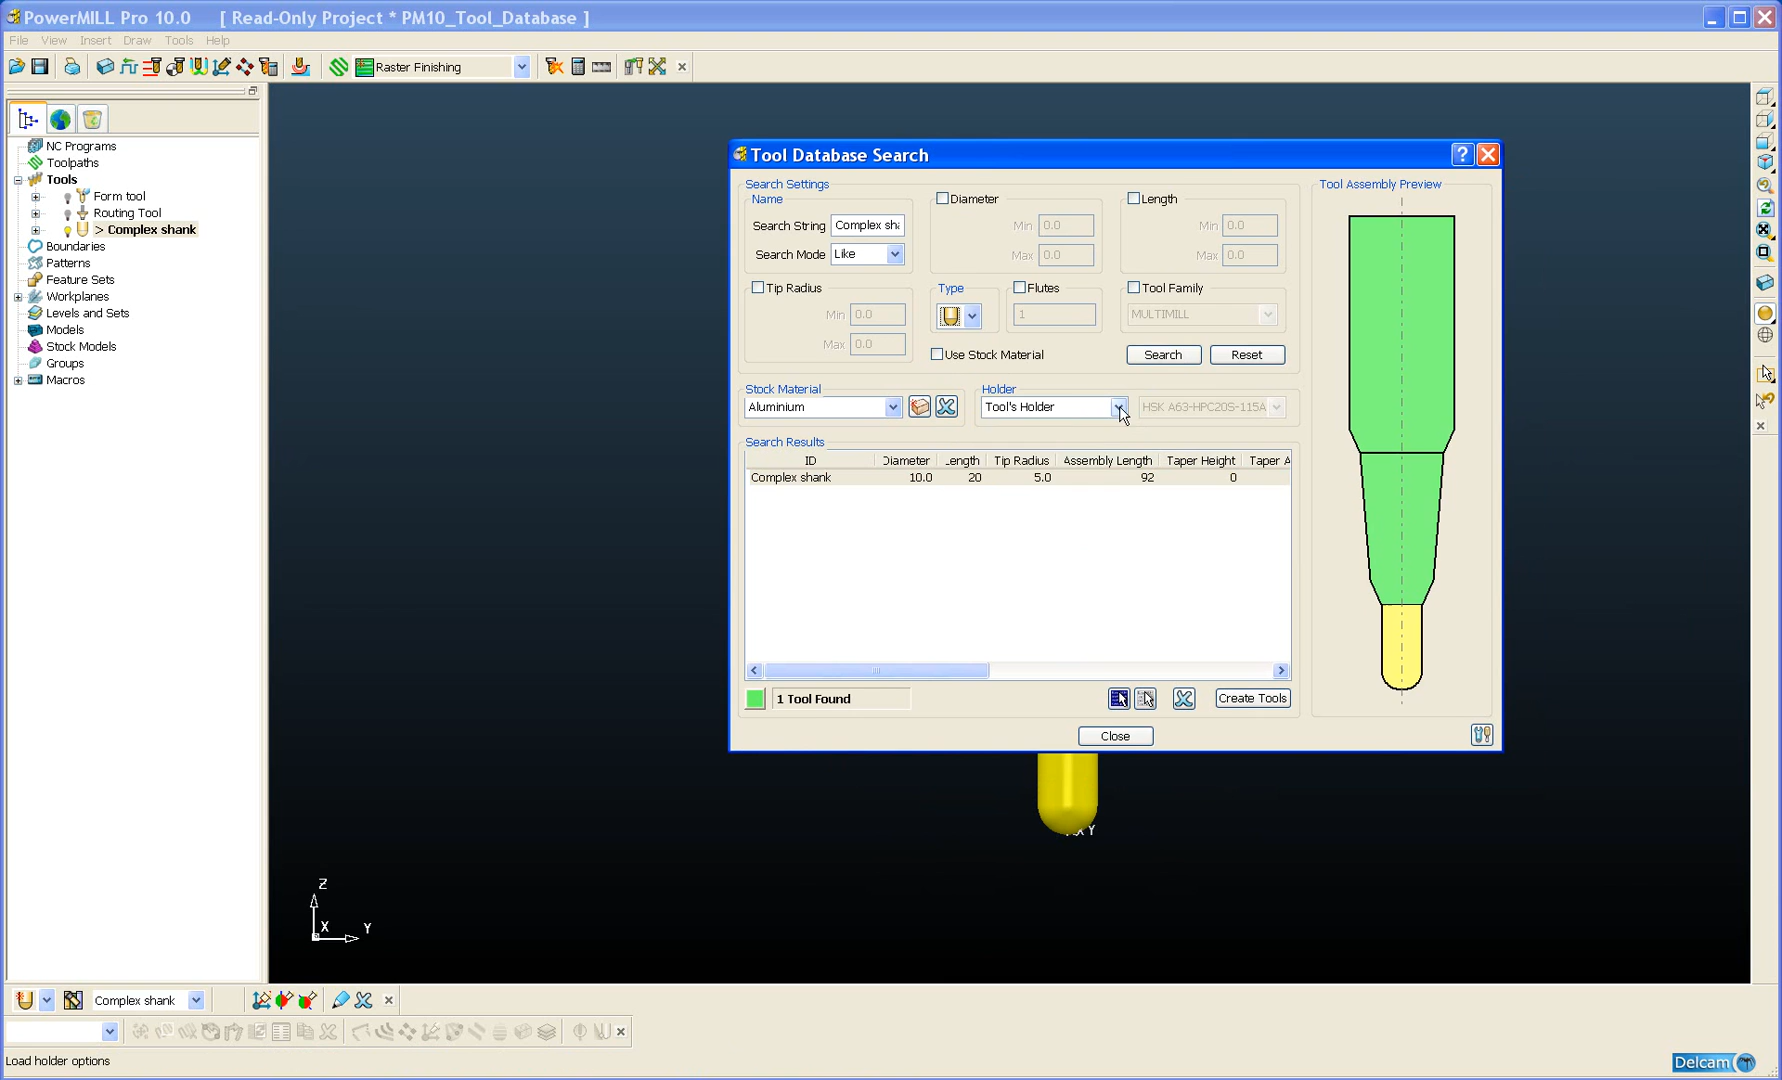 PowerMILL Pro 10.0 [ Read-Only Project * PM10_Tool_Database ]
File View Insert Draw Tools Help
Raster Finishing
NC Programs
Toolpaths
Tools
Form tool
Routing Tool
> Complex shank
Boundaries
Patterns
Feature Sets
Workplanes
Levels and Sets
Models
Stock Models
Groups
Macros
Tool Database Search
Search Settings
Name
Search String Complex sha
Search Mode Like
Diameter
Min 0.0
Max 0.0
Length
Min 0.0
Max 0.0
Tip Radius
Min 0.0
Max 0.0
Type
Flutes
1
Tool Family
MULTIMILL
Use Stock Material
Search Reset
Stock Material
Aluminium
Holder
Tool's Holder HSK A63-HPC20S-115A
Search Results
ID Diameter Length Tip Radius Assembly Length Taper Height Taper A
Complex shank 10.0 20 5.0 92 0
1 Tool Found
Create Tools
Close
Tool Assembly Preview
X Y
Z
X
Y
Complex shank
Load holder options
Delcam